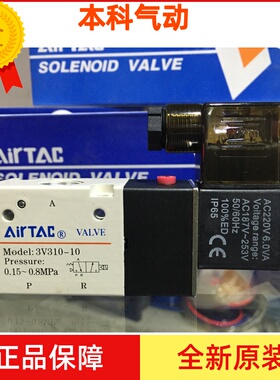 本科气动
AirTAC
SOLENOID VALVE
SOLENOID VALVE
A
AirTAC® VALVE
Model: 3V310-10
Pressure:
0.15~0.8MPa
P R
AC220V 6.0VA
Voltage range:
AC187V~253V
50/60Hz
100%ED
IP65
正品保障
全新原装